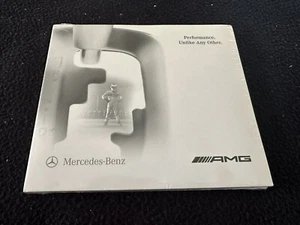 Performance.
Unlike Any Other.
Mercedes-Benz
AMG